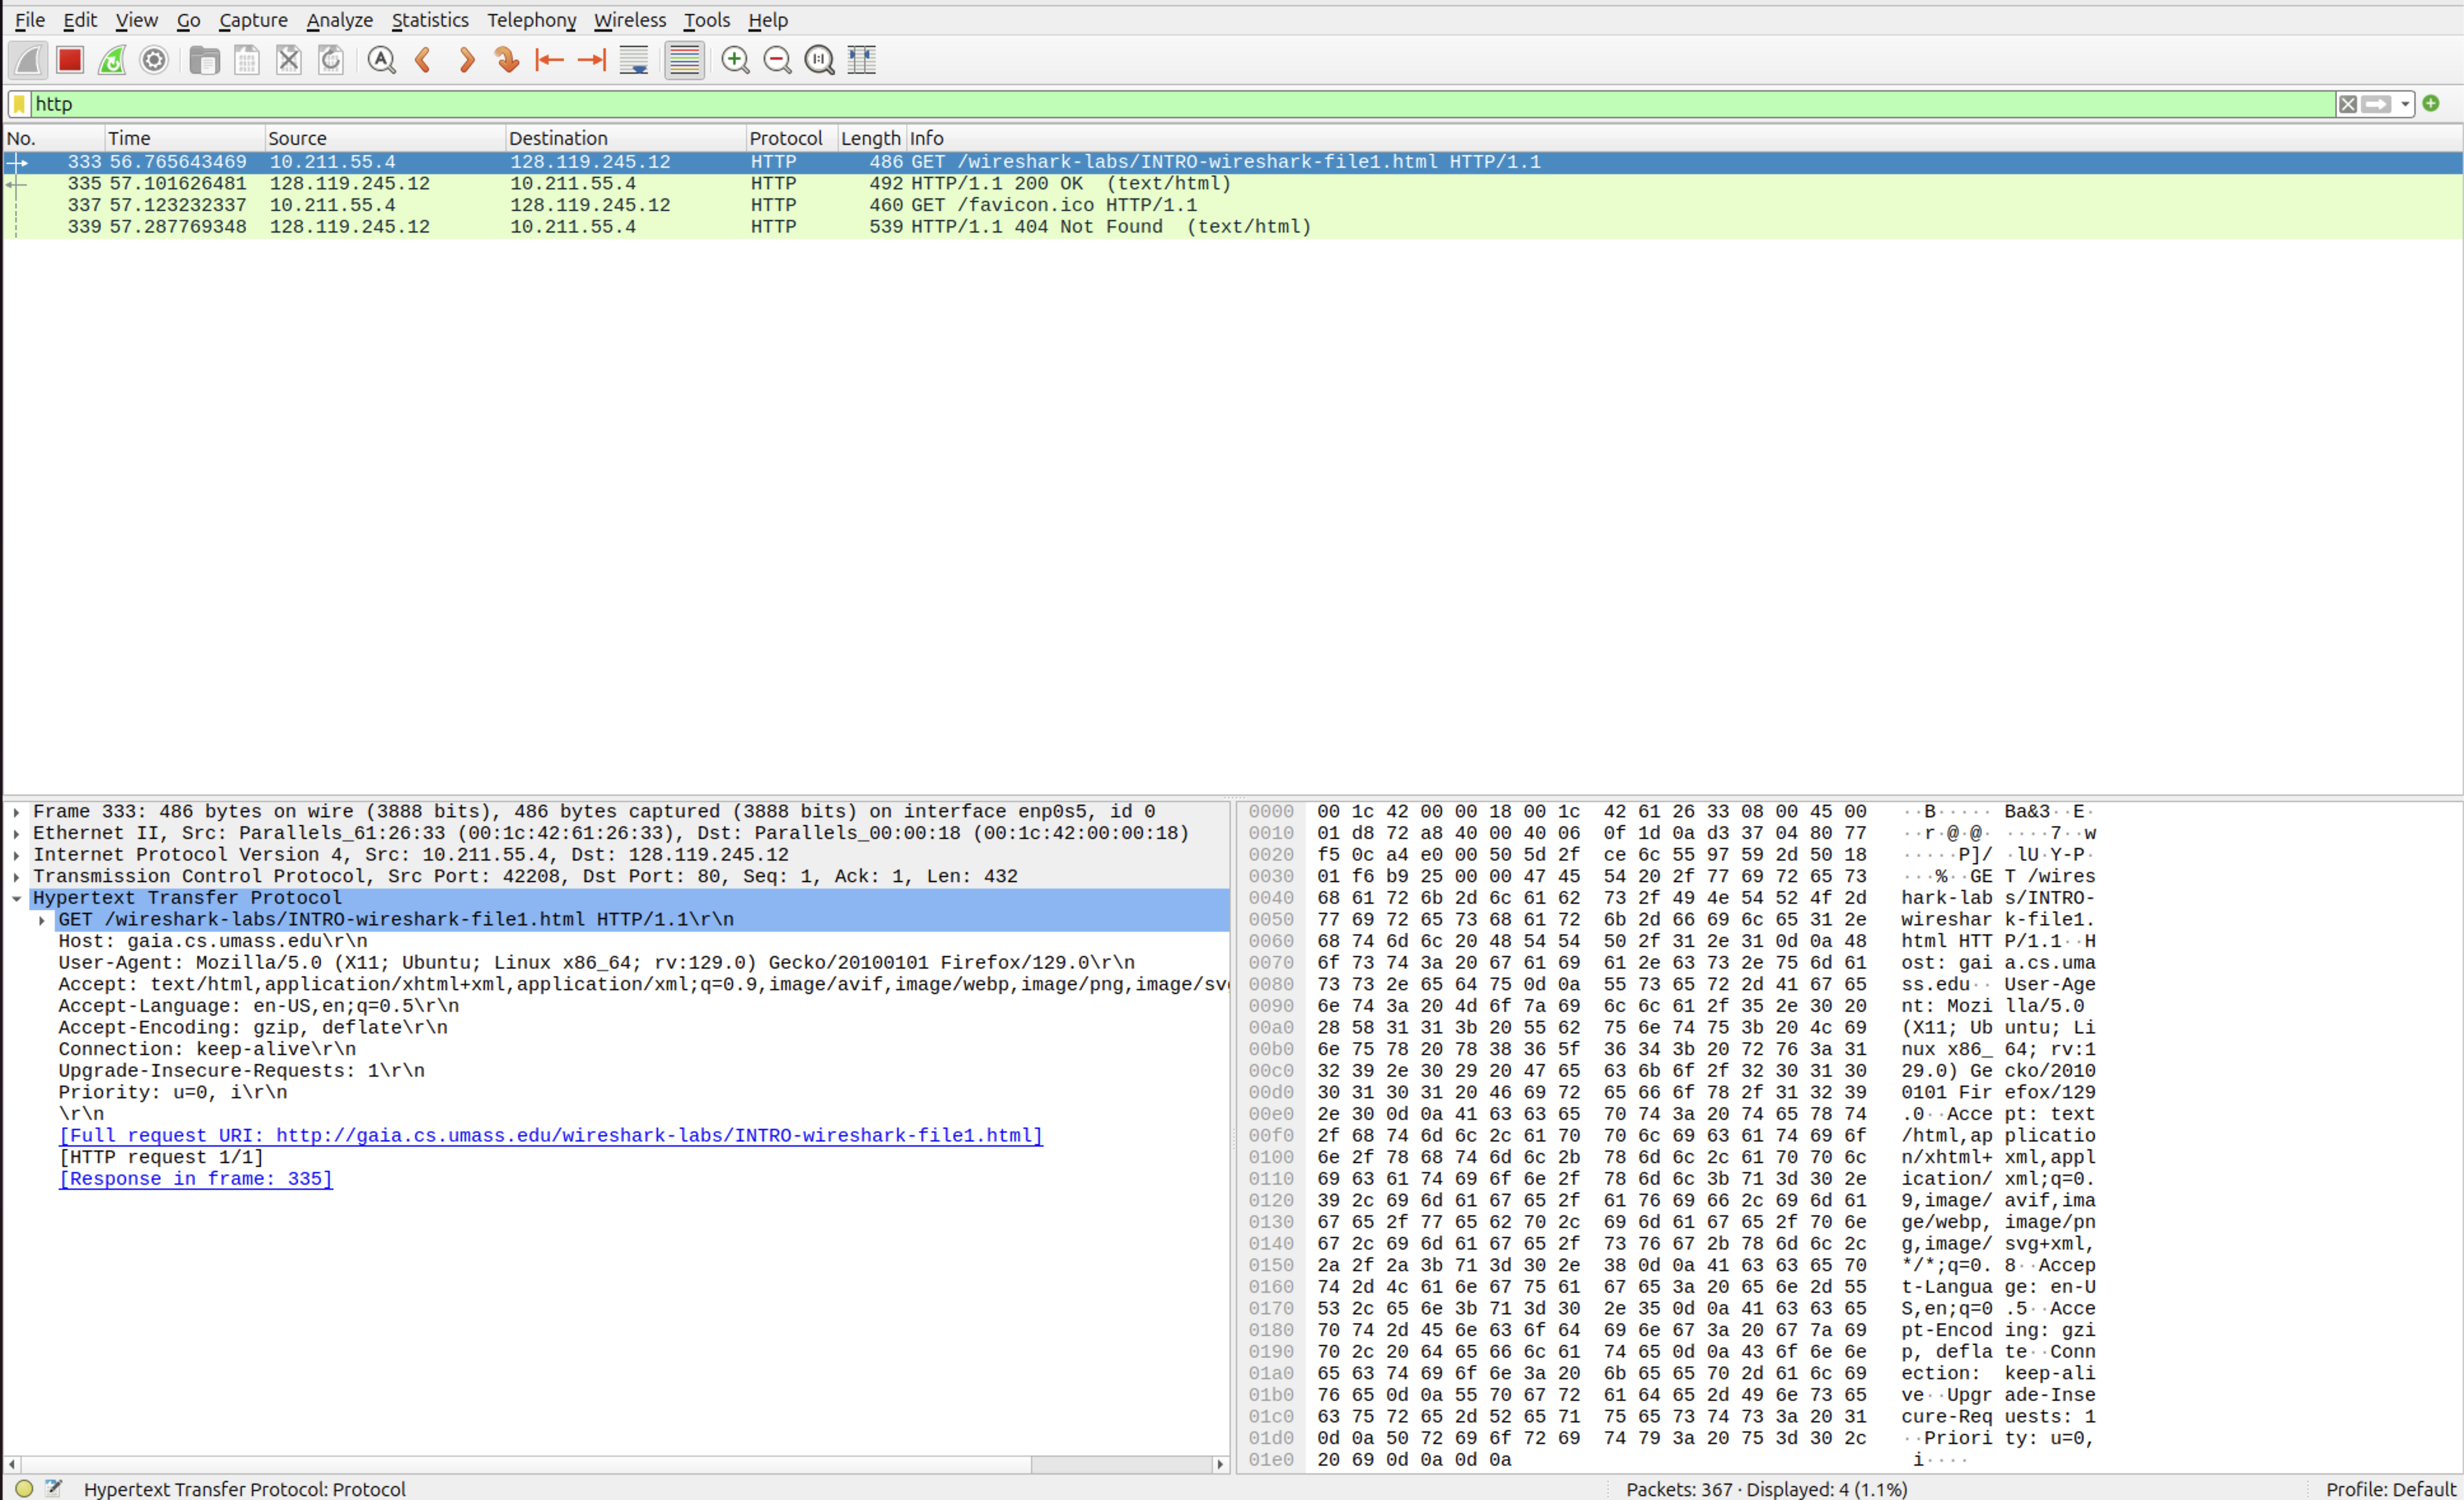 File Edit View Go Capture Analyze Statistics Telephony Wireless Tools Help
http
No. Time Source Destination Protocol Length Info
333 56.765643469 10.211.55.4 128.119.245.12 HTTP 486 GET /wireshark-labs/INTRO-wireshark-file1.html HTTP/1.1
335 57.101626481 128.119.245.12 10.211.55.4 HTTP 492 HTTP/1.1 200 OK  (text/html)
337 57.123232337 10.211.55.4 128.119.245.12 HTTP 460 GET /favicon.ico HTTP/1.1
339 57.287769348 128.119.245.12 10.211.55.4 HTTP 539 HTTP/1.1 404 Not Found  (text/html)
Frame 333: 486 bytes on wire (3888 bits), 486 bytes captured (3888 bits) on interface enp0s5, id 0
Ethernet II, Src: Parallels_61:26:33 (00:1c:42:61:26:33), Dst: Parallels_00:00:18 (00:1c:42:00:00:18)
Internet Protocol Version 4, Src: 10.211.55.4, Dst: 128.119.245.12
Transmission Control Protocol, Src Port: 42208, Dst Port: 80, Seq: 1, Ack: 1, Len: 432
Hypertext Transfer Protocol
GET /wireshark-labs/INTRO-wireshark-file1.html HTTP/1.1\r\n
Host: gaia.cs.umass.edu\r\n
User-Agent: Mozilla/5.0 (X11; Ubuntu; Linux x86_64; rv:129.0) Gecko/20100101 Firefox/129.0\r\n
Accept: text/html,application/xhtml+xml,application/xml;q=0.9,image/avif,image/webp,image/png,image/sv
Accept-Language: en-US,en;q=0.5\r\n
Accept-Encoding: gzip, deflate\r\n
Connection: keep-alive\r\n
Upgrade-Insecure-Requests: 1\r\n
Priority: u=0, i\r\n
\r\n
[Full request URI: http://gaia.cs.umass.edu/wireshark-labs/INTRO-wireshark-file1.html]
[HTTP request 1/1]
[Response in frame: 335]
0000 00 1c 42 00 00 18 00 1c 42 61 26 33 08 00 45 00 ··B····· Ba&3··E·
0010 01 d8 72 a8 40 00 40 06 0f 1d 0a d3 37 04 80 77 ··r·@·@· ····7··w
0020 f5 0c a4 e0 00 50 5d 2f ce 6c 55 97 59 2d 50 18 ·····P]/ ·lU·Y-P·
0030 01 f6 b9 25 00 00 47 45 54 20 2f 77 69 72 65 73 ···%··GE T /wires
0040 68 61 72 6b 2d 6c 61 62 73 2f 49 4e 54 52 4f 2d hark-lab s/INTRO-
0050 77 69 72 65 73 68 61 72 6b 2d 66 69 6c 65 31 2e wireshar k-file1.
0060 68 74 6d 6c 20 48 54 54 50 2f 31 2e 31 0d 0a 48 html HTT P/1.1··H
0070 6f 73 74 3a 20 67 61 69 61 2e 63 73 2e 75 6d 61 ost: gai a.cs.uma
0080 73 73 2e 65 64 75 0d 0a 55 73 65 72 2d 41 67 65 ss.edu·· User-Age
0090 6e 74 3a 20 4d 6f 7a 69 6c 6c 61 2f 35 2e 30 20 nt: Mozi lla/5.0
00a0 28 58 31 31 3b 20 55 62 75 6e 74 75 3b 20 4c 69 (X11; Ub untu; Li
00b0 6e 75 78 20 78 38 36 5f 36 34 3b 20 72 76 3a 31 nux x86_ 64; rv:1
00c0 32 39 2e 30 29 20 47 65 63 6b 6f 2f 32 30 31 30 29.0) Ge cko/2010
00d0 30 31 30 31 20 46 69 72 65 66 6f 78 2f 31 32 39 0101 Fir efox/129
00e0 2e 30 0d 0a 41 63 63 65 70 74 3a 20 74 65 78 74 .0··Acce pt: text
00f0 2f 68 74 6d 6c 2c 61 70 70 6c 69 63 61 74 69 6f /html,ap plicatio
0100 6e 2f 78 68 74 6d 6c 2b 78 6d 6c 2c 61 70 70 6c n/xhtml+ xml,appl
0110 69 63 61 74 69 6f 6e 2f 78 6d 6c 3b 71 3d 30 2e ication/ xml;q=0.
0120 39 2c 69 6d 61 67 65 2f 61 76 69 66 2c 69 6d 61 9,image/ avif,ima
0130 67 65 2f 77 65 62 70 2c 69 6d 61 67 65 2f 70 6e ge/webp, image/pn
0140 67 2c 69 6d 61 67 65 2f 73 76 67 2b 78 6d 6c 2c g,image/ svg+xml,
0150 2a 2f 2a 3b 71 3d 30 2e 38 0d 0a 41 63 63 65 70 */*;q=0. 8··Accep
0160 74 2d 4c 61 6e 67 75 61 67 65 3a 20 65 6e 2d 55 t-Langua ge: en-U
0170 53 2c 65 6e 3b 71 3d 30 2e 35 0d 0a 41 63 63 65 S,en;q=0 .5··Acce
0180 70 74 2d 45 6e 63 6f 64 69 6e 67 3a 20 67 7a 69 pt-Encod ing: gzi
0190 70 2c 20 64 65 66 6c 61 74 65 0d 0a 43 6f 6e 6e p, defla te··Conn
01a0 65 63 74 69 6f 6e 3a 20 6b 65 65 70 2d 61 6c 69 ection:  keep-ali
01b0 76 65 0d 0a 55 70 67 72 61 64 65 2d 49 6e 73 65 ve··Upgr ade-Inse
01c0 63 75 72 65 2d 52 65 71 75 65 73 74 73 3a 20 31 cure-Req uests: 1
01d0 0d 0a 50 72 69 6f 72 69 74 79 3a 20 75 3d 30 2c ··Priori ty: u=0,
01e0 20 69 0d 0a 0d 0a i····
Hypertext Transfer Protocol: Protocol Packets: 367 · Displayed: 4 (1.1%) Profile: Default